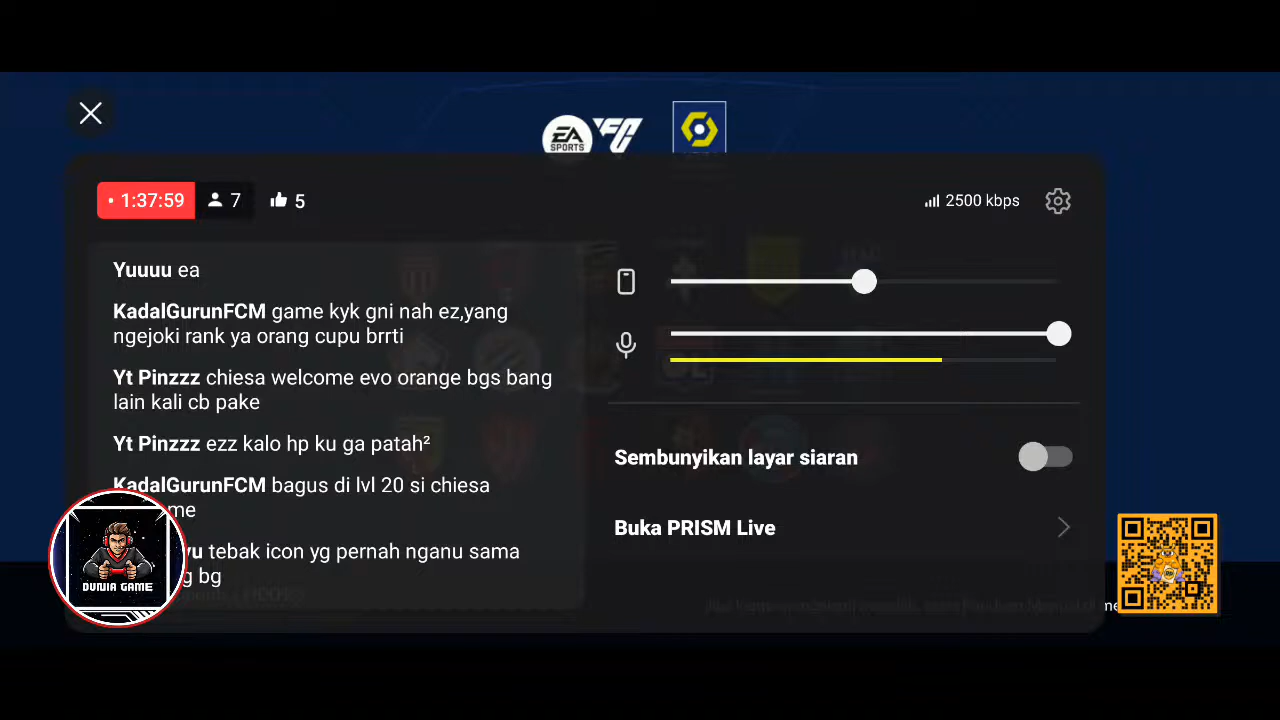 EA
SPORTS
FC
1:37:59
7
5
2500 kbps
Yuuuu ea
KadalGurunFCM game kyk gni nah ez,yang
ngejoki rank ya orang cupu brrti
Yt Pinzzz chiesa welcome evo orange bgs bang
lain kali cb pake
Yt Pinzzz ezz kalo hp ku ga patah²
KadalGurunFCM bagus di lvl 20 si chiesa
me
yu tebak icon yg pernah nganu sama
g bg
Sembunyikan layar siaran
Buka PRISM Live
DUNIA GAME